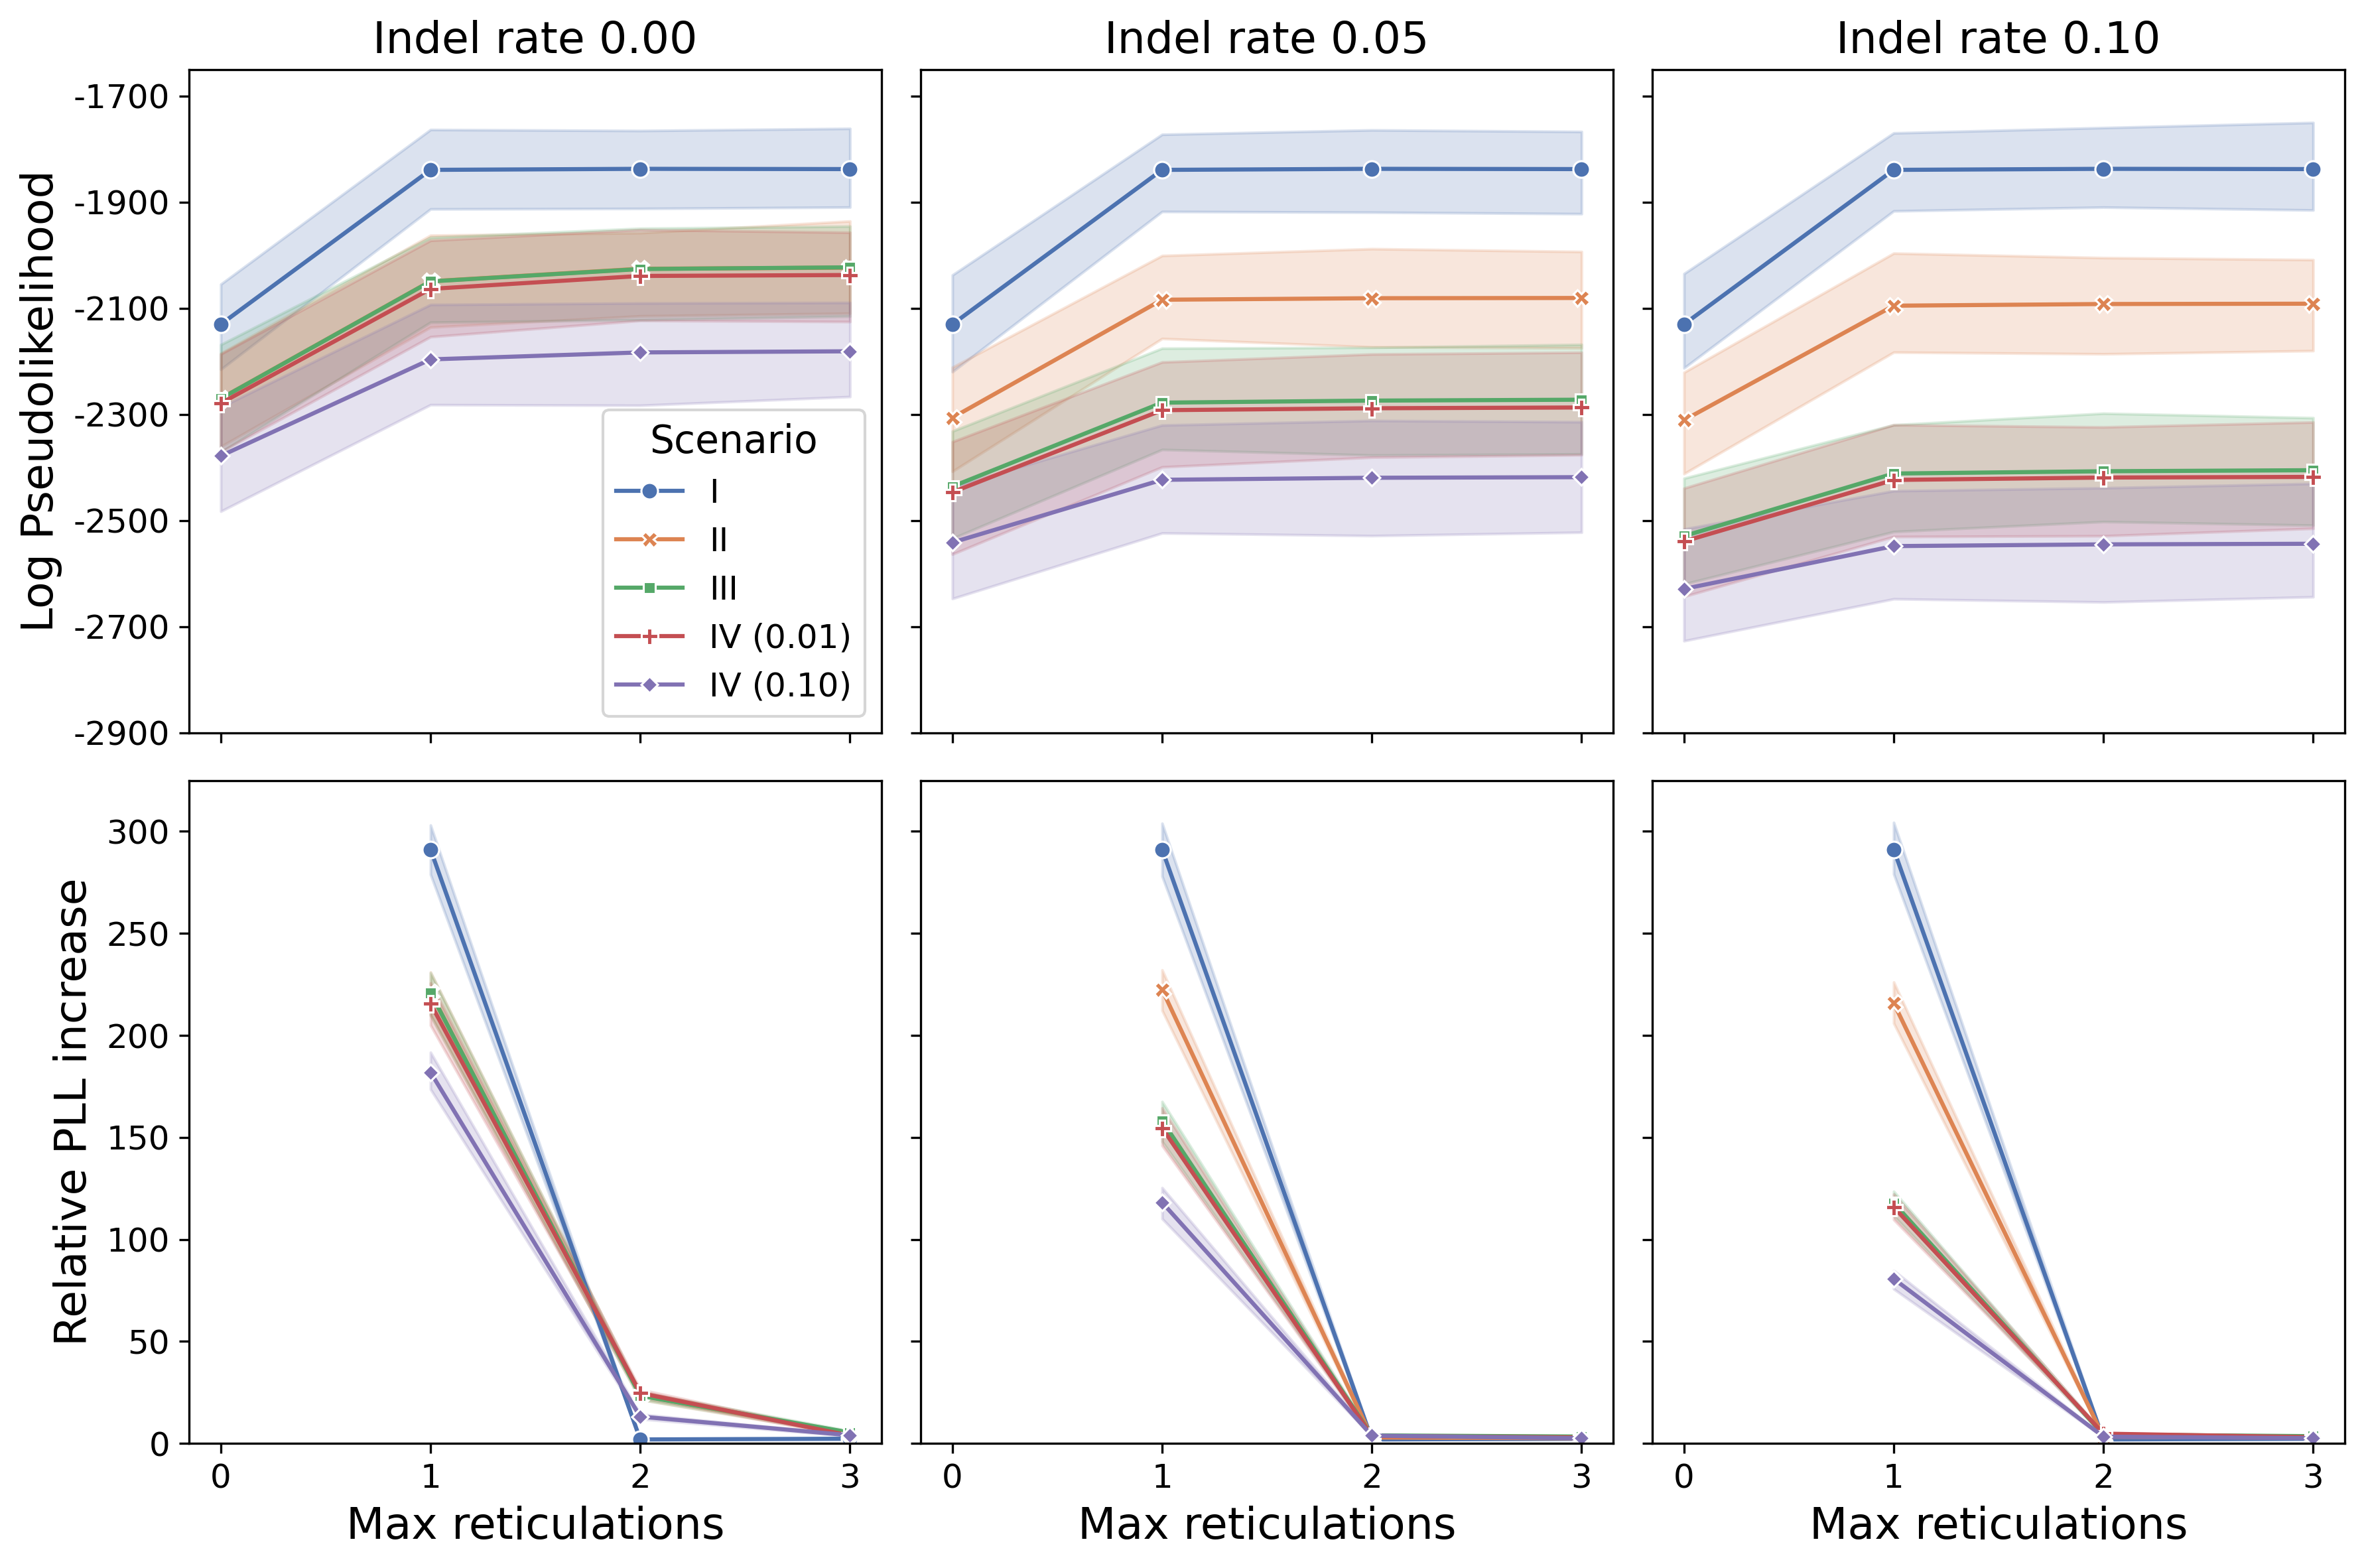 Indel rate 0.00
Indel rate 0.05
Indel rate 0.10
Log Pseudolikelihood
-1700
-1900
-2100
-2300
-2500
-2700
-2900
Scenario
I
II
III
IV (0.01)
IV (0.10)
Relative PLL increase
300
250
200
150
100
50
0
0 1 2 3
0 1 2 3
0 1 2 3
Max reticulations
Max reticulations
Max reticulations